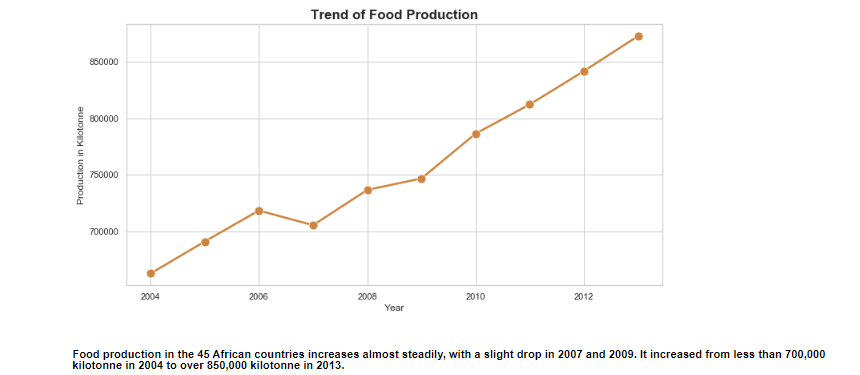 Trend of Food Production
850000
800000
750000
700000
Production in Kilotonne
2004
2006
2008
2010
2012
Year
Food production in the 45 African countries increases almost steadily, with a slight drop in 2007 and 2009. It increased from less than 700,000
kilotonne in 2004 to over 850,000 kilotonne in 2013.